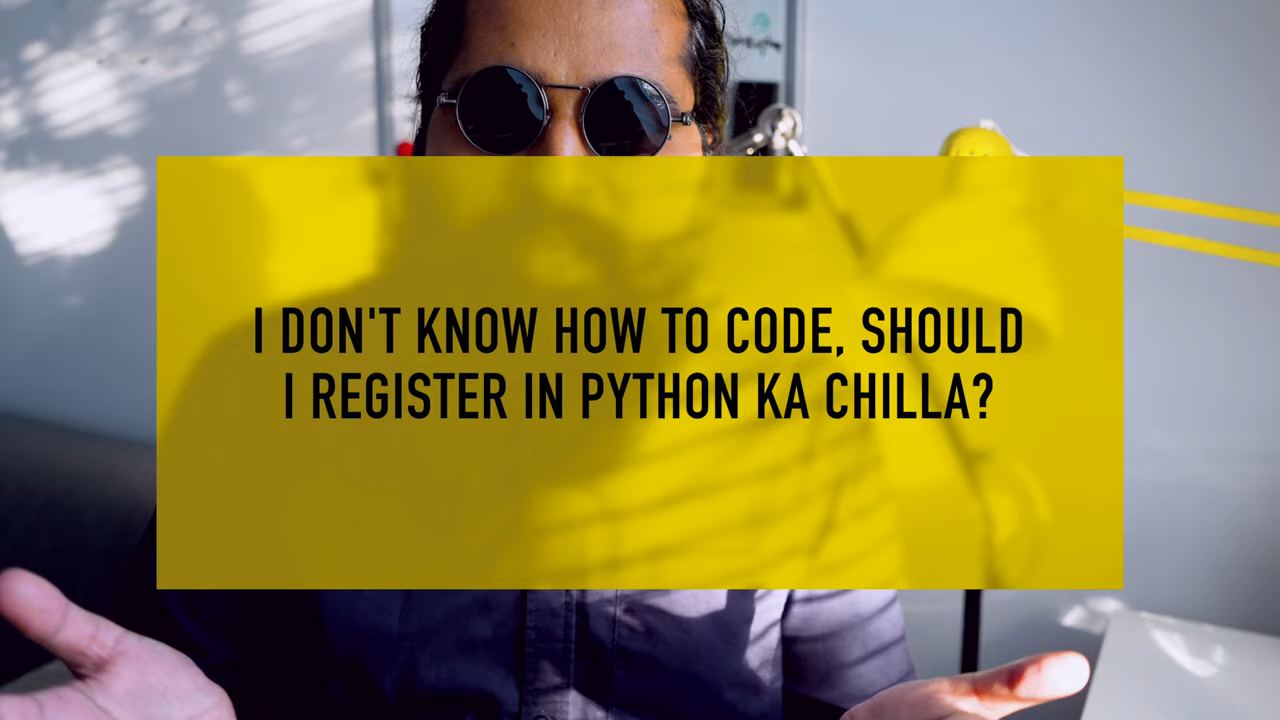 I DON'T KNOW HOW TO CODE, SHOULD
I REGISTER IN PYTHON KA CHILLA?